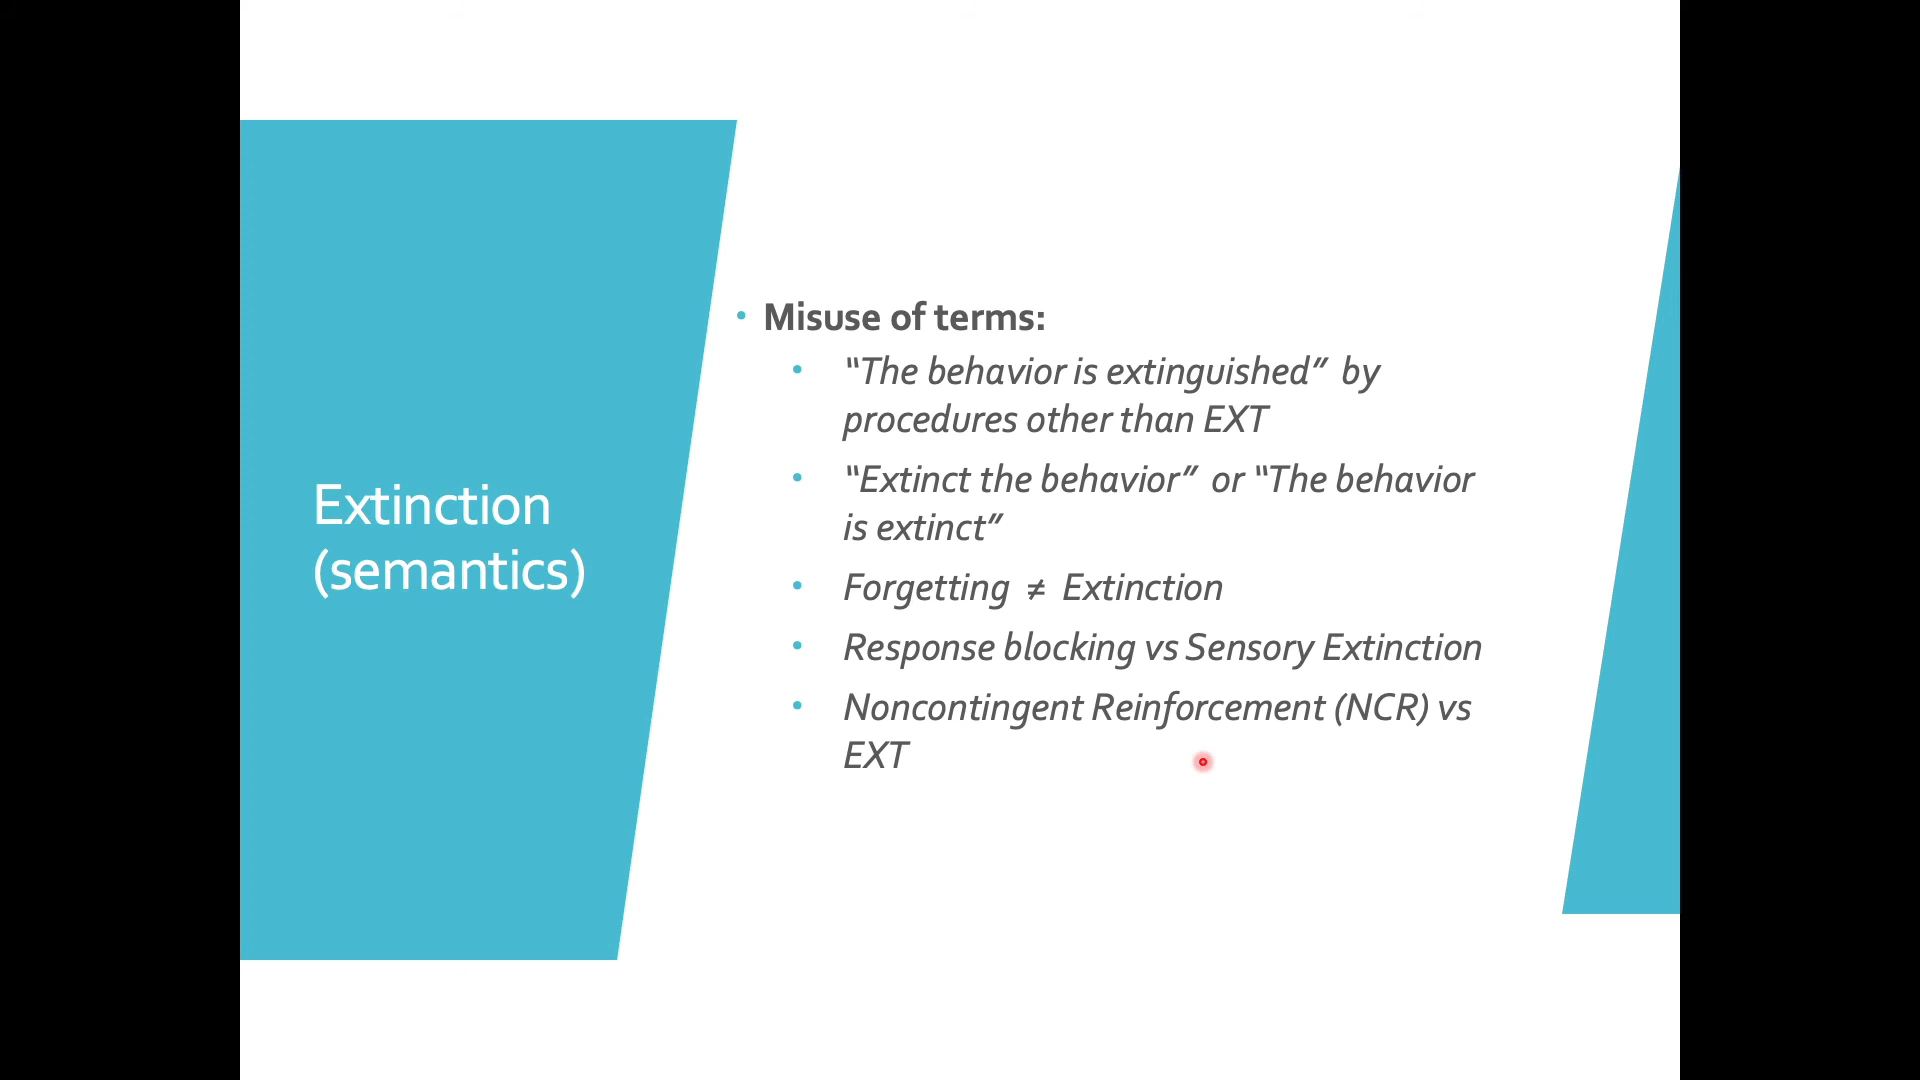 Extinction
(semantics)
• Misuse of terms:
• “The behavior is extinguished” by
procedures other than EXT
• “Extinct the behavior” or “The behavior
is extinct”
• Forgetting ≠ Extinction
• Response blocking vs Sensory Extinction
• Noncontingent Reinforcement (NCR) vs
EXT